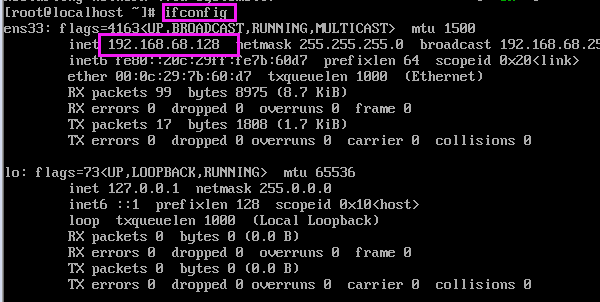 [root@localhost ~]# ifconfig
ens33: flags=4163<UP,BROADCAST,RUNNING,MULTICAST> mtu 1500
inet 192.168.68.128 netmask 255.255.255.0 broadcast 192.168.68.25
inet6 fe80::20c:29ff:fe7b:60d7 prefixlen 64 scopeid 0x20<link>
ether 00:0c:29:7b:60:d7 txqueuelen 1000 (Ethernet)
RX packets 99 bytes 8975 (8.7 KiB)
RX errors 0 dropped 0 overruns 0 frame 0
TX packets 17 bytes 1808 (1.7 KiB)
TX errors 0 dropped 0 overruns 0 carrier 0 collisions 0
lo: flags=73<UP,LOOPBACK,RUNNING> mtu 65536
inet 127.0.0.1 netmask 255.0.0.0
inet6 ::1 prefixlen 128 scopeid 0x10<host>
loop txqueuelen 1000 (Local Loopback)
RX packets 0 bytes 0 (0.0 B)
RX errors 0 dropped 0 overruns 0 frame 0
TX packets 0 bytes 0 (0.0 B)
TX errors 0 dropped 0 overruns 0 carrier 0 collisions 0